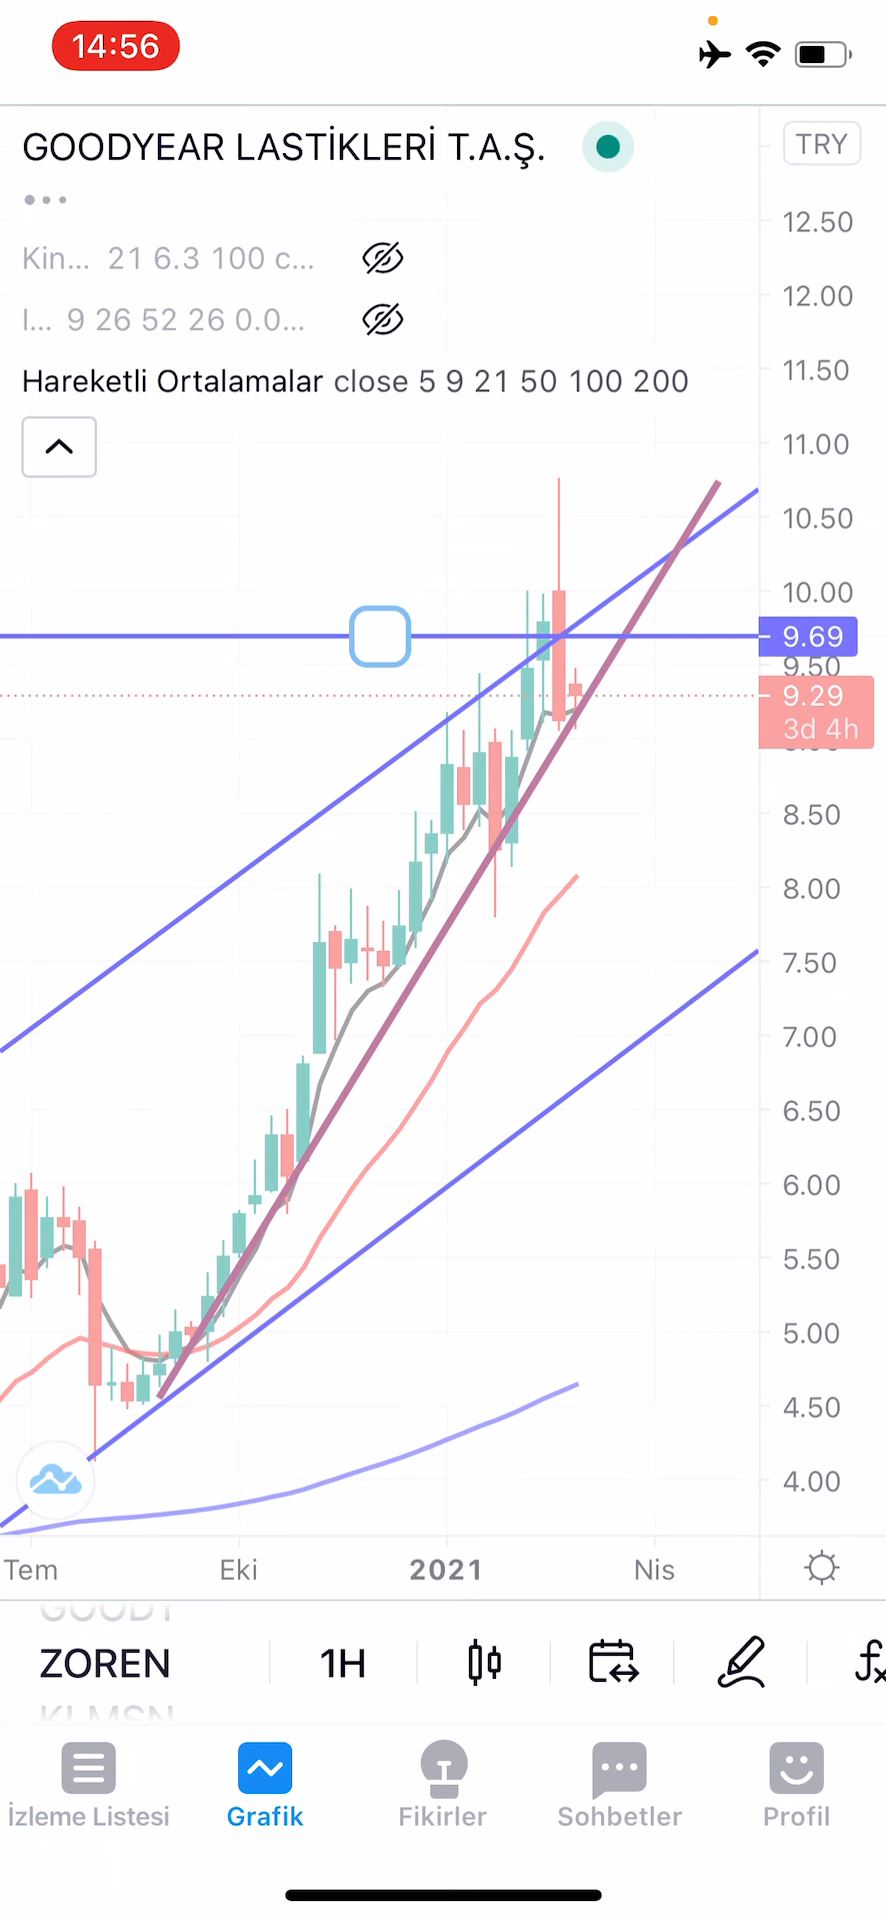 14:56
GOODYEAR LASTİKLERİ T.A.Ş.
TRY
Kin... 21 6.3 100 c...
I... 9 26 52 26 0.0...
Hareketli Ortalamalar close 5 9 21 50 100 200
12.50
12.00
11.50
11.00
10.50
10.00
9.69
9.50
9.29
3d 4h
8.50
8.00
7.50
7.00
6.50
6.00
5.50
5.00
4.50
4.00
Tem Eki 2021 Nis
GOODY
ZOREN 1H
KLMSN
İzleme Listesi Grafik Fikirler Sohbetler Profil